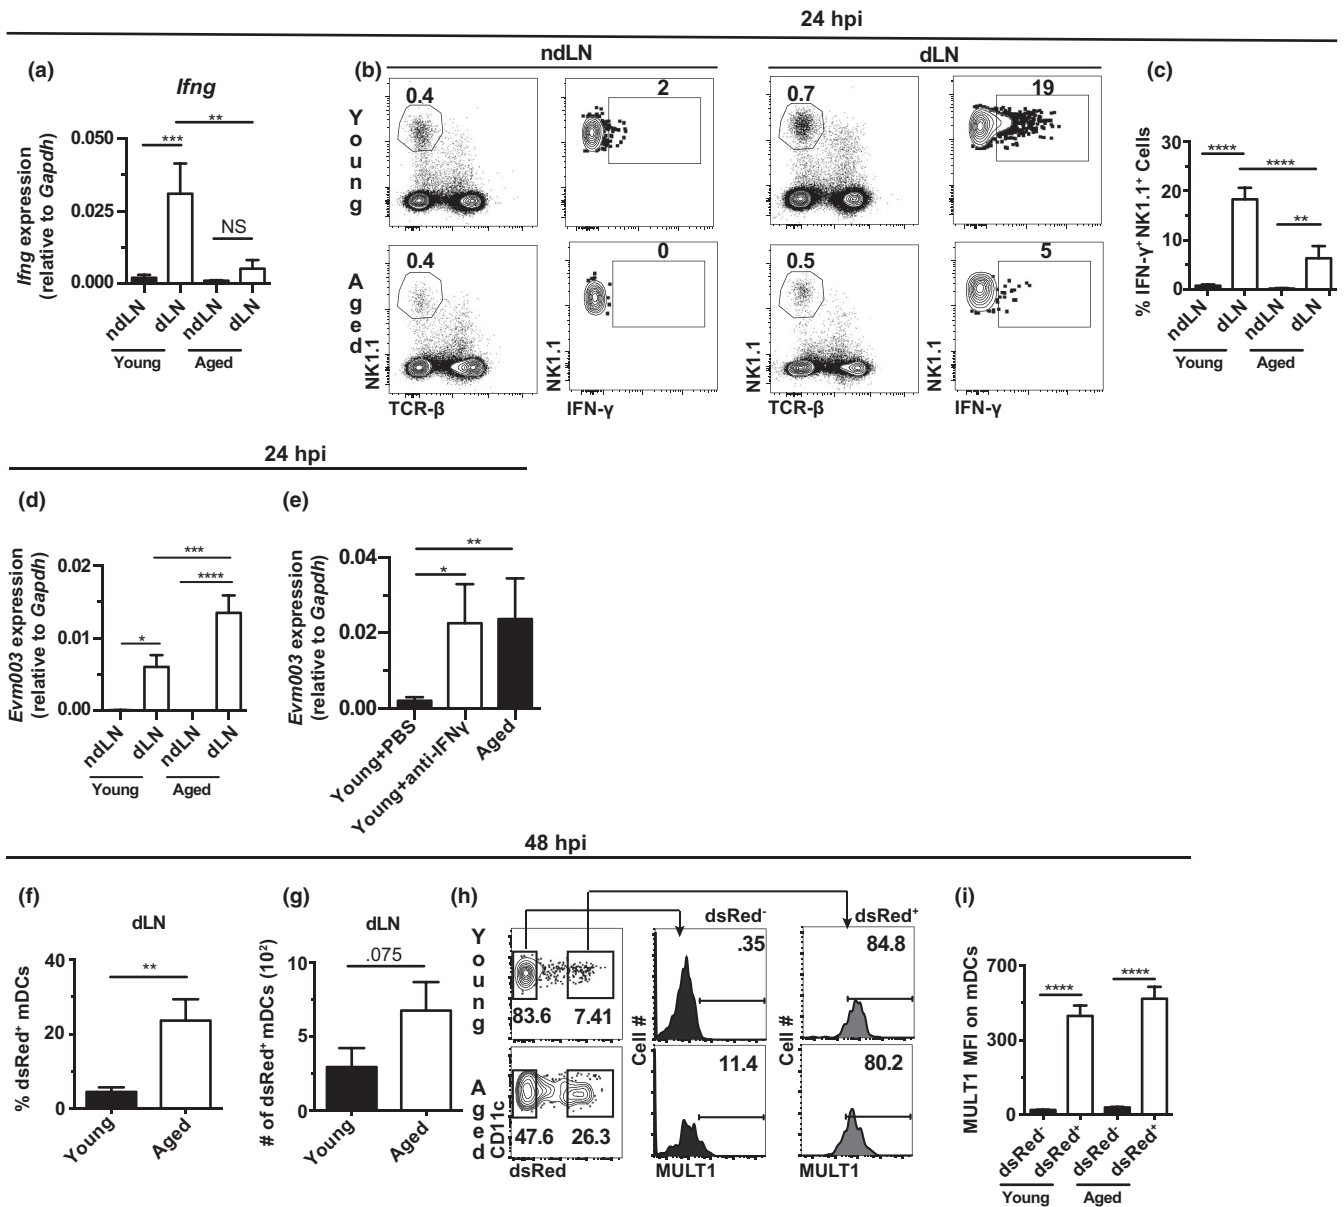 24 hpi
(a)
Ifng
Ifng expression
(relative to Gapdh)
0.050
0.025
0.000
***
**
NS
ndLN
dLN
ndLN
dLN
Young
Aged
(b)
ndLN
dLN
Young
0.4
2
0.7
19
Aged
0.4
0
0.5
5
NK1.1
NK1.1
NK1.1
NK1.1
TCR-β
IFN-γ
TCR-β
IFN-γ
(c)
% IFN-γ+ NK1.1+ Cells
30
20
10
0
****
****
**
ndLN
dLN
ndLN
dLN
Young
Aged
24 hpi
(d)
Evm003 expression
(relative to Gapdh)
0.02
0.01
0.00
*
***
****
ndLN
dLN
ndLN
dLN
Young
Aged
(e)
Evm003 expression
(relative to Gapdh)
0.04
0.02
0.00
**
*
Young+PBS
Young+anti-IFNγ
Aged
48 hpi
(f)
dLN
% dsRed+ mDCs
40
20
0
**
Young
Aged
(g)
dLN
# of dsRed+ mDCs (10²)
10
5
0
.075
Young
Aged
(h)
dsRed-
dsRed+
Young
83.6
7.41
.35
84.8
Aged
47.6
26.3
11.4
80.2
CD11c
dsRed
Cell #
MULT1
Cell #
MULT1
(i)
MULT1 MFI on mDCs
700
300
0
****
****
dsRed-
dsRed+
dsRed-
dsRed+
Young
Aged